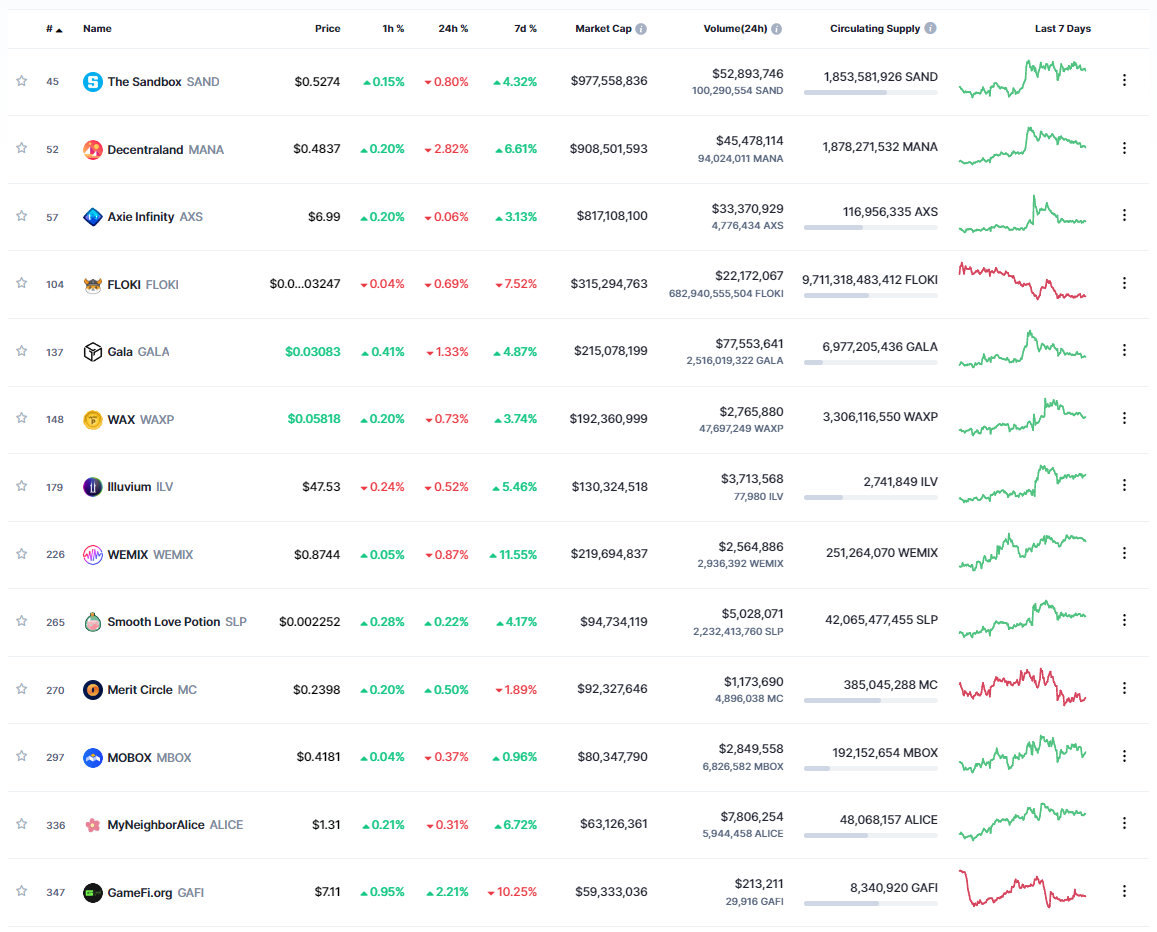 # Name Price 1h % 24h % 7d % Market Cap Volume(24h) Circulating Supply Last 7 Days
45 The Sandbox SAND $0.5274 0.15% 0.80% 4.32% $977,558,836 $52,893,746 1,853,581,926 SAND
100,290,554 SAND
52 Decentraland MANA $0.4837 0.20% 2.82% 6.61% $908,501,593 $45,478,114 1,878,271,532 MANA
94,024,011 MANA
57 Axie Infinity AXS $6.99 0.20% 0.06% 3.13% $817,108,100 $33,370,929 116,956,335 AXS
4,776,434 AXS
104 FLOKI FLOKI $0.0...03247 0.04% 0.69% 7.52% $315,294,763 $22,172,067 9,711,318,483,412 FLOKI
682,940,555,504 FLOKI
137 Gala GALA $0.03083 0.41% 1.33% 4.87% $215,078,199 $77,553,641 6,977,205,436 GALA
2,516,019,322 GALA
148 WAX WAXP $0.05818 0.20% 0.73% 3.74% $192,360,999 $2,765,880 3,306,116,550 WAXP
47,697,249 WAXP
179 Illuvium ILV $47.53 0.24% 0.52% 5.46% $130,324,518 $3,713,568 2,741,849 ILV
77,980 ILV
226 WEMIX WEMIX $0.8744 0.05% 0.87% 11.55% $219,694,837 $2,564,886 251,264,070 WEMIX
2,936,392 WEMIX
265 Smooth Love Potion SLP $0.002252 0.28% 0.22% 4.17% $94,734,119 $5,028,071 42,065,477,455 SLP
2,232,413,760 SLP
270 Merit Circle MC $0.2398 0.20% 0.50% 1.89% $92,327,646 $1,173,690 385,045,288 MC
4,896,038 MC
297 MOBOX MBOX $0.4181 0.04% 0.37% 0.96% $80,347,790 $2,849,558 192,152,654 MBOX
6,826,582 MBOX
336 MyNeighborAlice ALICE $1.31 0.21% 0.31% 6.72% $63,126,361 $7,806,254 48,068,157 ALICE
5,944,458 ALICE
347 GameFi.org GAFI $7.11 0.95% 2.21% 10.25% $59,333,036 $213,211 8,340,920 GAFI
29,916 GAFI